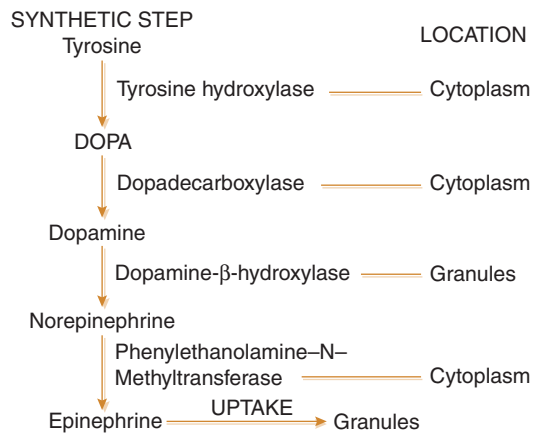 SYNTHETIC STEP
LOCATION
Tyrosine
Tyrosine hydroxylase
Cytoplasm
DOPA
Dopadecarboxylase
Cytoplasm
Dopamine
Dopamine-β-hydroxylase
Granules
Norepinephrine
Phenylethanolamine–N–
Methyltransferase
Cytoplasm
Epinephrine
UPTAKE
Granules